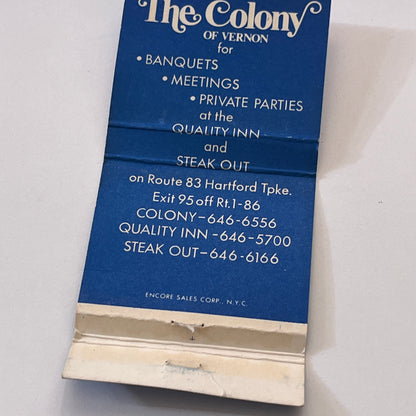 The Colony
OF VERNON
for
• BANQUETS
• MEETINGS
• PRIVATE PARTIES
at the
QUALITY INN
and
STEAK OUT
on Route 83 Hartford Tpke.
Exit 95 off Rt.1-86
COLONY-646-6556
QUALITY INN -646-5700
STEAK OUT-646-6166
ENCORE SALES CORP., N.Y.C.